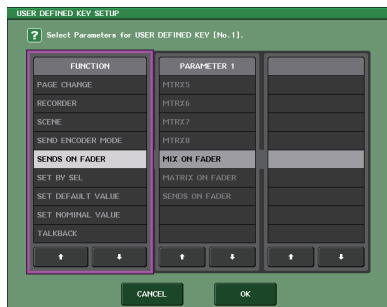 USER DEFINED KEY SETUP
? Select Parameters for USER DEFINED KEY [No.1].
FUNCTION
PARAMETER 1
PAGE CHANGE
MTRX5
RECORDER
MTRX6
SCENE
MTRX7
SEND ENCODER MODE
MTRX8
SENDS ON FADER
MIX ON FADER
SET BY SEL
MATRIX ON FADER
SET DEFAULT VALUE
SENDS ON FADER
SET NOMINAL VALUE
TALKBACK
CANCEL
OK